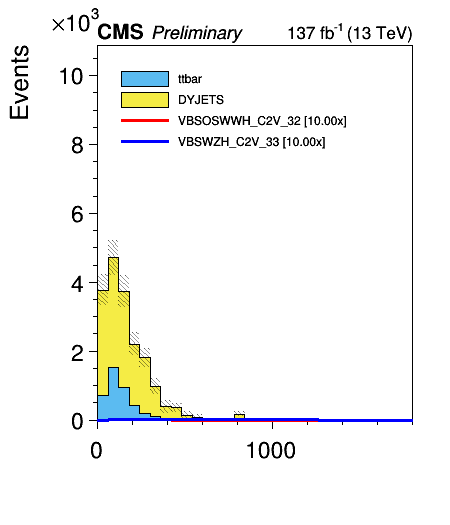 ×10³
CMS Preliminary 137 fb⁻¹ (13 TeV)
Events
10
ttbar
DYJETS
VBSOSWWH_C2V_32 [10.00x]
8
VBSWZH_C2V_33 [10.00x]
6
4
2
0
0 1000